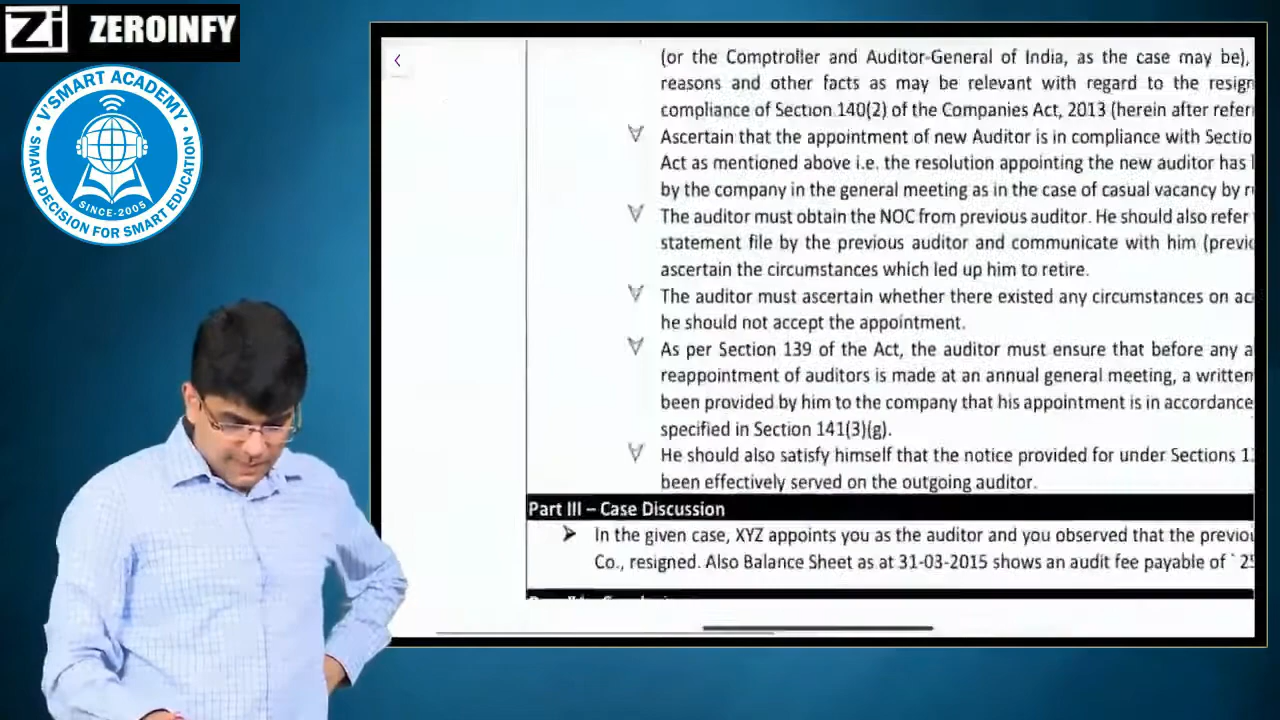 Zi ZEROINFY
V'SMART ACADEMY
SINCE-2005
SMART DECISION FOR SMART EDUCATION
(or the Comptroller and Auditor-General of India, as the case may be),
reasons and other facts as may be relevant with regard to the resign
compliance of Section 140(2) of the Companies Act, 2013 (herein after refer
Ascertain that the appointment of new Auditor is in compliance with Sectio
Act as mentioned above i.e. the resolution appointing the new auditor has
by the company in the general meeting as in the case of casual vacancy by
The auditor must obtain the NOC from previous auditor. He should also refer
statement file by the previous auditor and communicate with him (previo
ascertain the circumstances which led up him to retire.
The auditor must ascertain whether there existed any circumstances on ac
he should not accept the appointment.
As per Section 139 of the Act, the auditor must ensure that before any a
reappointment of auditors is made at an annual general meeting, a written
been provided by him to the company that his appointment is in accordance
specified in Section 141(3)(g).
He should also satisfy himself that the notice provided for under Sections 1
been effectively served on the outgoing auditor.
Part III – Case Discussion
In the given case, XYZ appoints you as the auditor and you observed that the previou
Co., resigned. Also Balance Sheet as at 31-03-2015 shows an audit fee payable of ` 25